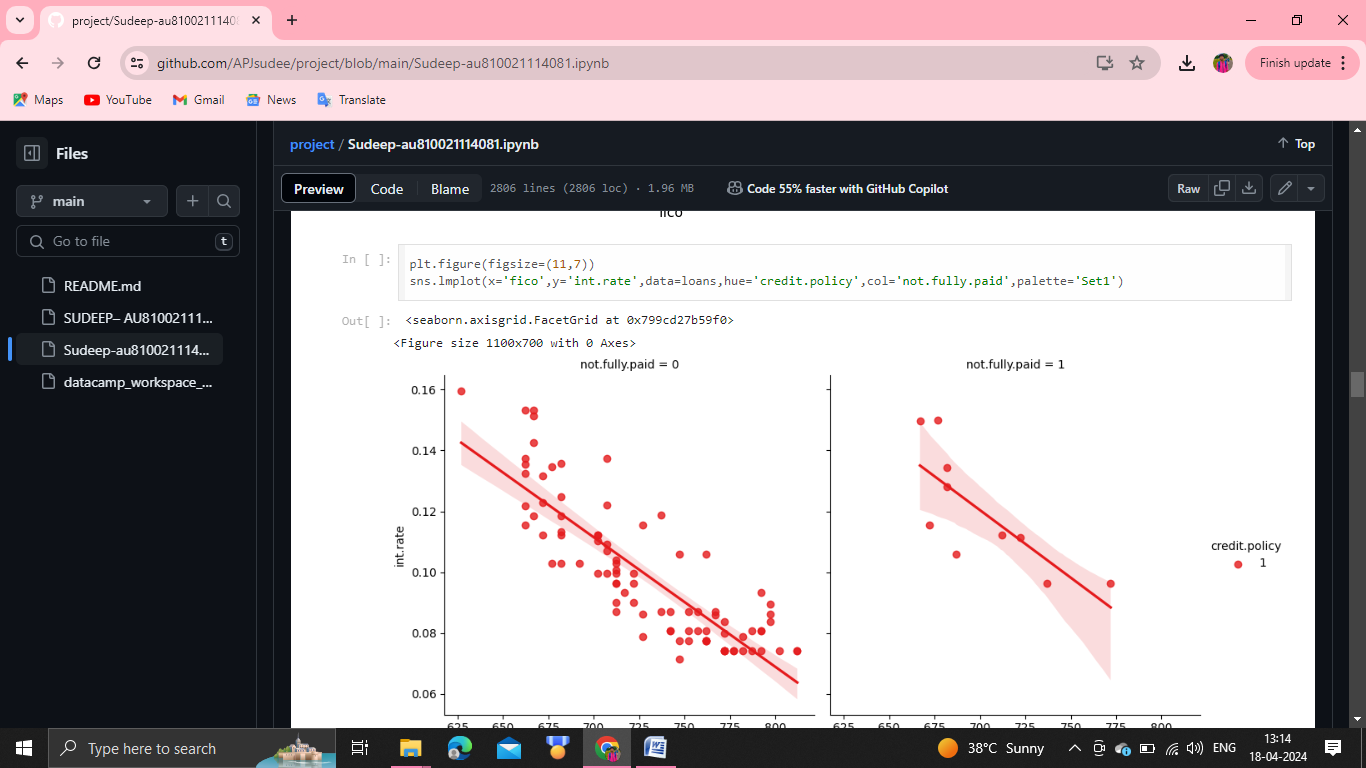 project/Sudeep-au8100211140
github.com/APJsudee/project/blob/main/Sudeep-au810021114081.ipynb
Finish update
Maps
YouTube
Gmail
News
Translate
Files
project / Sudeep-au810021114081.ipynb
Top
main
Preview
Code
Blame
2806 lines (2806 loc) · 1.96 MB
Code 55% faster with GitHub Copilot
Raw
Go to file
t
README.md
SUDEEP– AU81002111...
Sudeep-au810021114...
datacamp_workspace_...
fico
In [ ]:
plt.figure(figsize=(11,7))
sns.lmplot(x='fico',y='int.rate',data=loans,hue='credit.policy',col='not.fully.paid',palette='Set1')
Out[ ]:
<seaborn.axisgrid.FacetGrid at 0x799cd27b59f0>
<Figure size 1100x700 with 0 Axes>
not.fully.paid = 0
not.fully.paid = 1
0.16
0.14
0.12
0.10
0.08
0.06
int.rate
credit.policy
1
625 650 675 700 725 750 775 800
625 650 675 700 725 750 775 800
Type here to search
38°C Sunny
ENG
13:14
18-04-2024